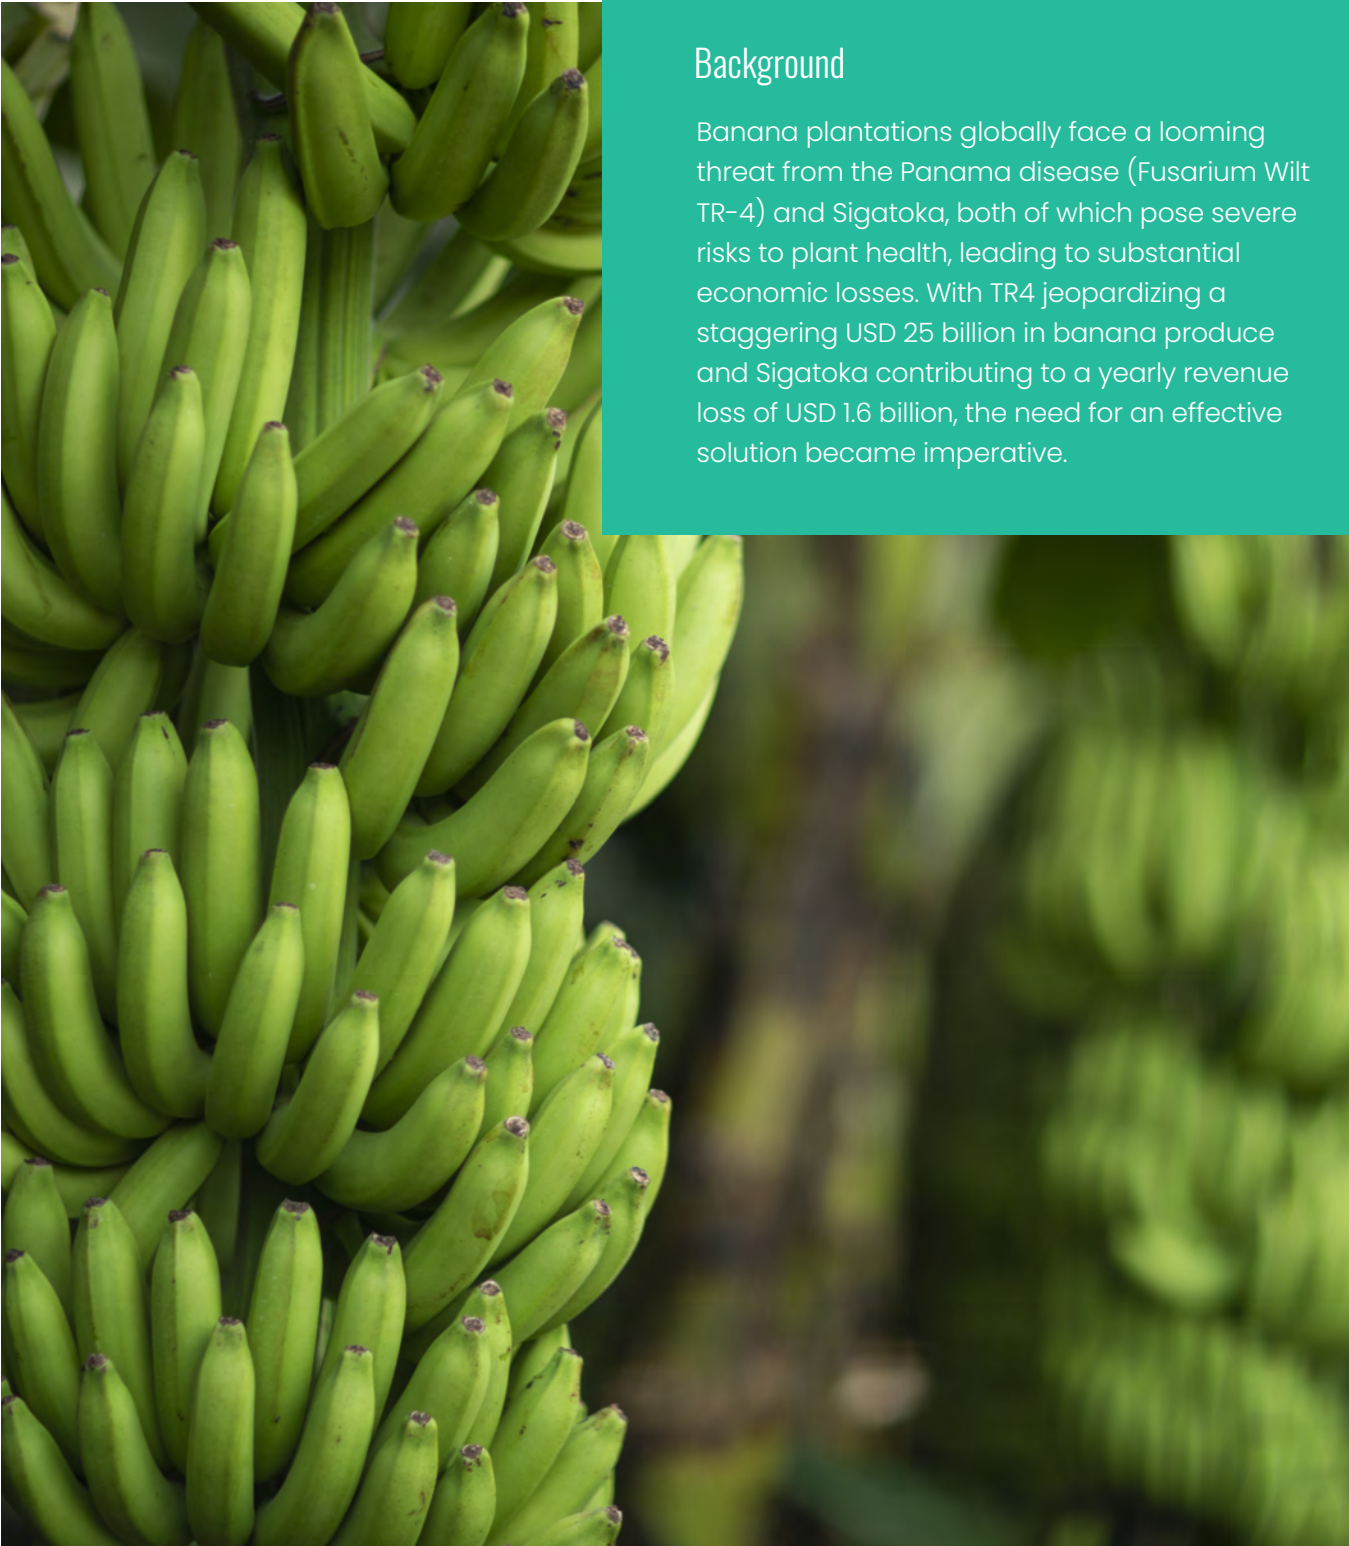 Background
Banana plantations globally face a looming
threat from the Panama disease (Fusarium Wilt
TR-4) and Sigatoka, both of which pose severe
risks to plant health, leading to substantial
economic losses. With TR4 jeopardizing a
staggering USD 25 billion in banana produce
and Sigatoka contributing to a yearly revenue
loss of USD 1.6 billion, the need for an effective
solution became imperative.